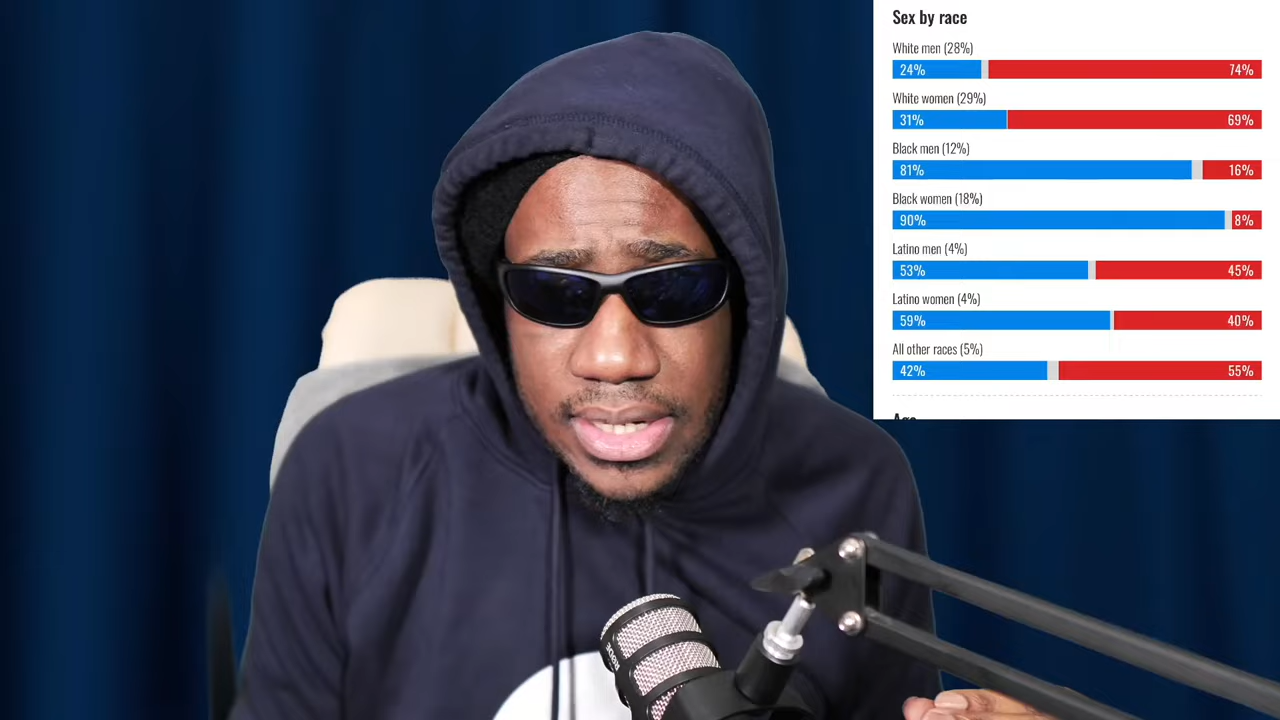 Sex by race
White men (28%)
24% 74%
White women (29%)
31% 69%
Black men (12%)
81% 16%
Black women (18%)
90% 8%
Latino men (4%)
53% 45%
Latino women (4%)
59% 40%
All other races (5%)
42% 55%
Age
RØDE